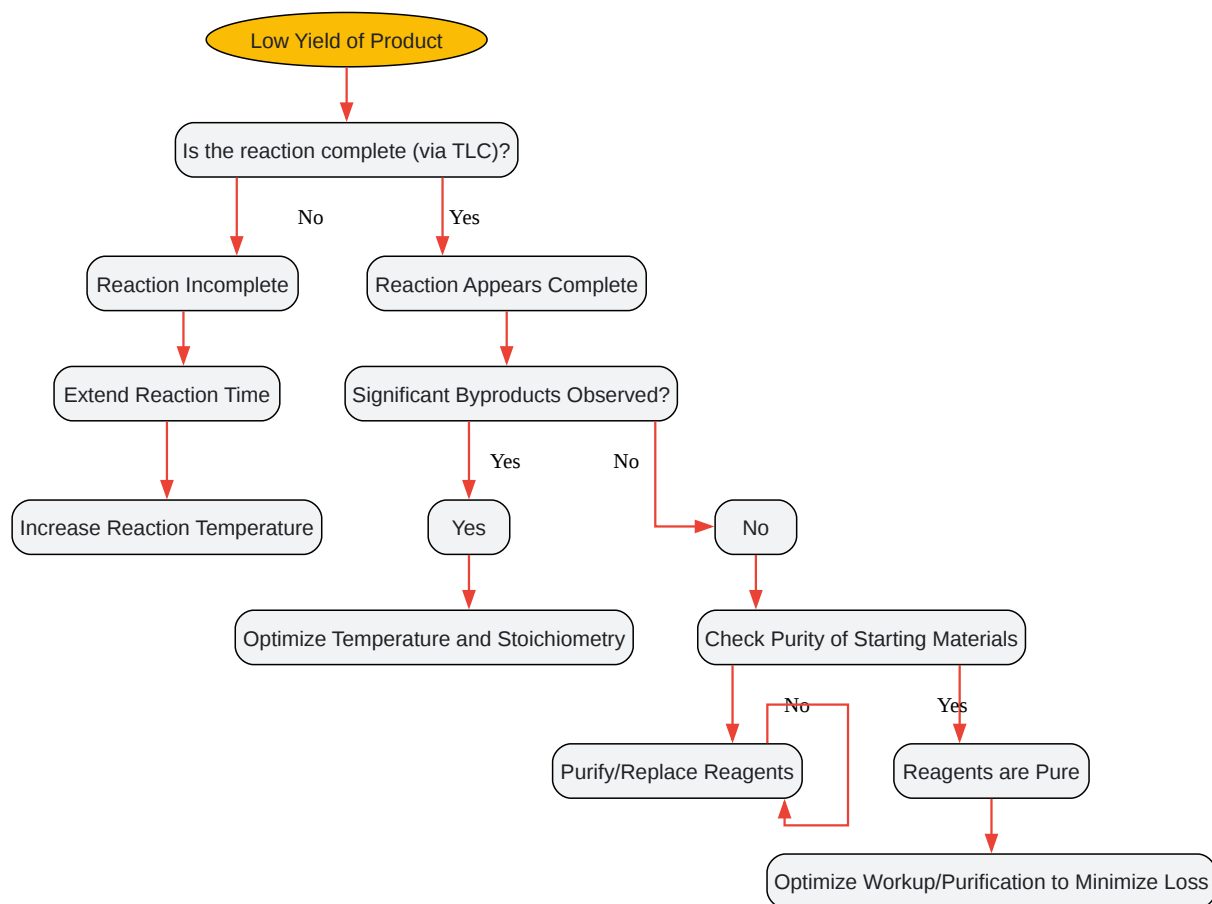 Low Yield of Product
Is the reaction complete (via TLC)?
No
Yes
Reaction Incomplete
Reaction Appears Complete
Extend Reaction Time
Significant Byproducts Observed?
Yes
No
Increase Reaction Temperature
Yes
No
Optimize Temperature and Stoichiometry
Check Purity of Starting Materials
No
Yes
Purify/Replace Reagents
Reagents are Pure
Optimize Workup/Purification to Minimize Loss